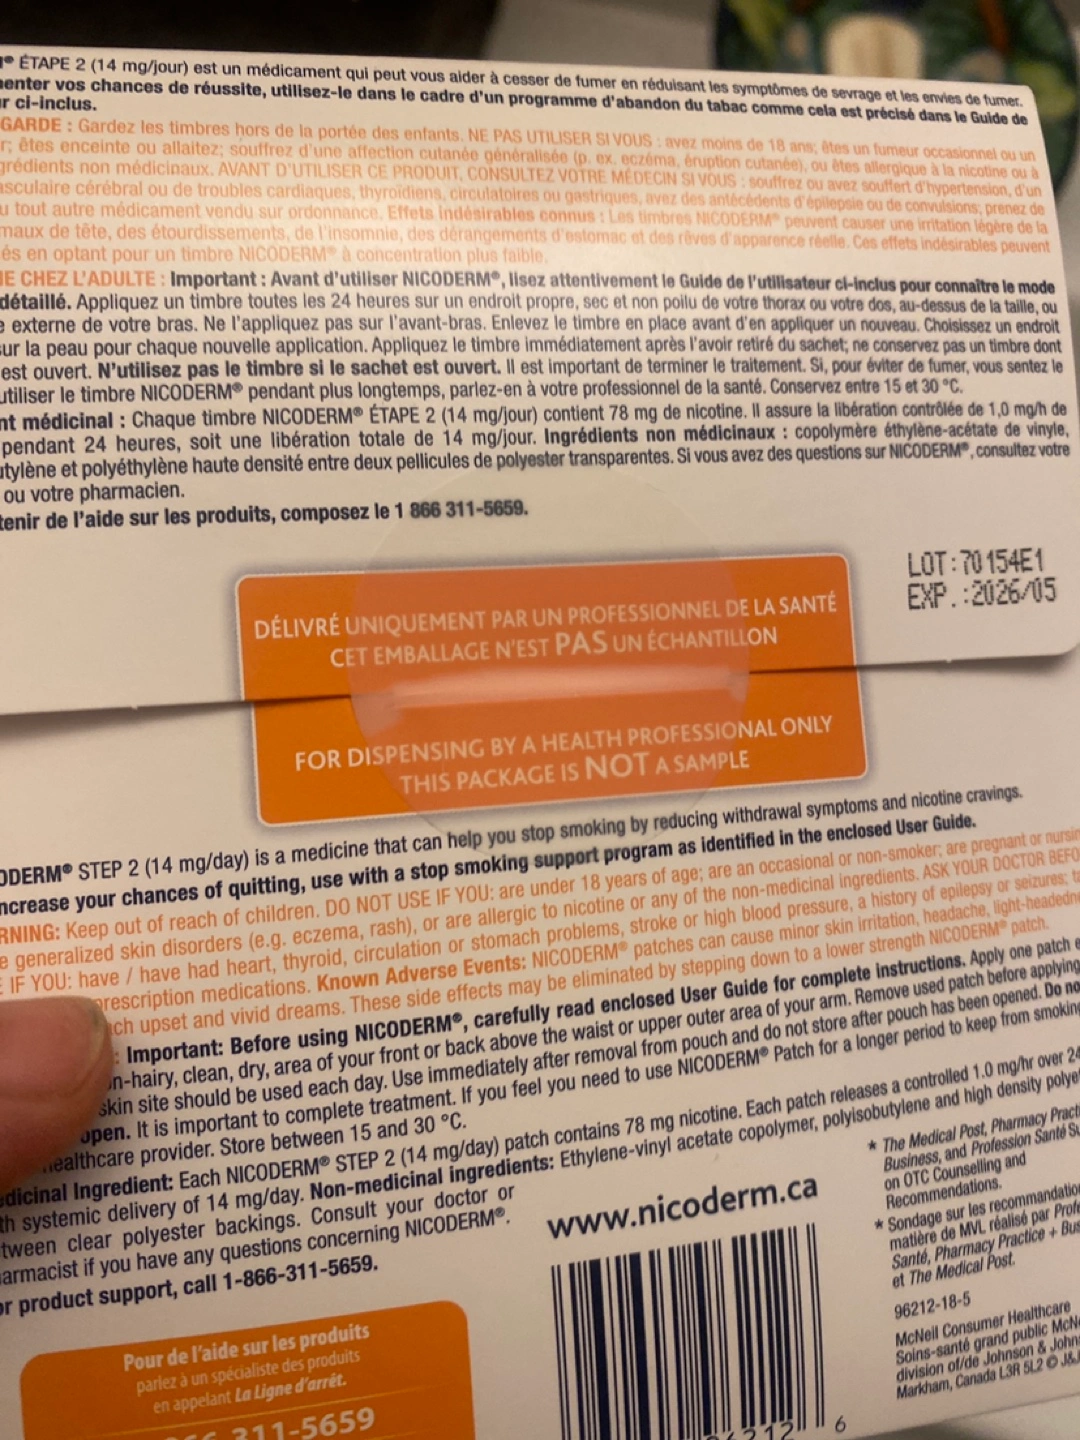 ÉTAPE 2 (14 mg/jour) est un médicament qui peut vous aider à cesser de fumer en réduisant les symptômes de sevrage et les envies de fumer.
vos chances de réussite, utilisez-le dans le cadre d'un programme d'abandon du tabac comme cela est précisé dans le Guide de
ci-inclus.
GARDE : Gardez les timbres hors de la portée des enfants. NE PAS UTILISER SI VOUS : avez moins de 18 ans; êtes un fumeur occasionnel ou un
êtes enceinte ou allaitez; souffrez d'une affection cutanée généralisée (p. ex. eczéma, éruption cutanée), ou êtes allergique à la nicotine ou à
non médicinaux. AVANT D'UTILISER CE PRODUIT, CONSULTEZ VOTRE MÉDECIN SI VOUS : souffrez ou avez souffert d'hypertension, d'un
cérébral ou de troubles cardiaques, thyroïdiens, circulatoires ou gastriques, avez des antécédents d'épilepsie ou de convulsions; prenez de
tout autre médicament vendu sur ordonnance. Effets indésirables connus : Les timbres NICODERM® peuvent causer une irritation légère de la
maux de tête, des étourdissements, de l'insomnie, des dérangements d'estomac et des rêves d'apparence réelle. Ces effets indésirables peuvent
en optant pour un timbre NICODERM® à concentration plus faible.
CHEZ L'ADULTE : Important : Avant d'utiliser NICODERM®, lisez attentivement le Guide de l'utilisateur ci-inclus pour connaître le mode
détaillé. Appliquez un timbre toutes les 24 heures sur un endroit propre, sec et non poilu de votre thorax ou votre dos, au-dessus de la taille, ou
externe de votre bras. Ne l'appliquez pas sur l'avant-bras. Enlevez le timbre en place avant d'en appliquer un nouveau. Choisissez un endroit
sur la peau pour chaque nouvelle application. Appliquez le timbre immédiatement après l'avoir retiré du sachet; ne conservez pas un timbre dont
est ouvert. N'utilisez pas le timbre si le sachet est ouvert. Il est important de terminer le traitement. Si, pour éviter de fumer, vous sentez le
utiliser le timbre NICODERM® pendant plus longtemps, parlez-en à votre professionnel de la santé. Conservez entre 15 et 30 °C.
médicinal : Chaque timbre NICODERM® ÉTAPE 2 (14 mg/jour) contient 78 mg de nicotine. Il assure la libération contrôlée de 1,0 mg/h de
pendant 24 heures, soit une libération totale de 14 mg/jour. Ingrédients non médicinaux : copolymère éthylène-acétate de vinyle,
et polyéthylène haute densité entre deux pellicules de polyester transparentes. Si vous avez des questions sur NICODERM®, consultez votre
ou votre pharmacien.
de l'aide sur les produits, composez le 1 866 311-5659.
LOT:70154E1
EXP.:2026/05
DÉLIVRÉ UNIQUEMENT PAR UN PROFESSIONNEL DE LA SANTÉ
CET EMBALLAGE N'EST PAS UN ÉCHANTILLON
FOR DISPENSING BY A HEALTH PROFESSIONAL ONLY
THIS PACKAGE IS NOT A SAMPLE
STEP 2 (14 mg/day) is a medicine that can help you stop smoking by reducing withdrawal symptoms and nicotine cravings.
your chances of quitting, use with a stop smoking support program as identified in the enclosed User Guide.
Keep out of reach of children. DO NOT USE IF YOU: are under 18 years of age; are an occasional or non-smoker; are pregnant or
generalized skin disorders (e.g. eczema, rash), or are allergic to nicotine or any of the non-medicinal ingredients. ASK YOUR DOCTOR
IF YOU: have / have had heart, thyroid, circulation or stomach problems, stroke or high blood pressure, a history of epilepsy or seizures;
prescription medications. Known Adverse Events: NICODERM® patches can cause minor skin irritation, headache,
upset and vivid dreams. These side effects may be eliminated by stepping down to a lower strength NICODERM® patch.
Important: Before using NICODERM®, carefully read enclosed User Guide for complete instructions. Apply one patch
clean, dry, area of your front or back above the waist or upper outer area of your arm. Remove used patch before applying
skin site should be used each day. Use immediately after removal from pouch and do not store after pouch has been opened. Do
open. It is important to complete treatment. If you feel you need to use NICODERM® Patch for a longer period to keep from
healthcare provider. Store between 15 and 30 °C.
Ingredient: Each NICODERM® STEP 2 (14 mg/day) patch contains 78 mg nicotine. Each patch releases a controlled 1.0 mg/hr over
systemic delivery of 14 mg/day. Non-medicinal ingredients: Ethylene-vinyl acetate copolymer, polyisobutylene and high density
clear polyester backings. Consult your doctor or
if you have any questions concerning NICODERM®.
product support, call 1-866-311-5659.
www.nicoderm.ca
* The Medical Post, Pharmacy
Business, and Profession Santé
on OTC Counselling and
Recommendations.
* Sondage sur les
matière de MVL réalisé par
Santé, Pharmacy Practice +
et The Medical Post.
96212-18-5
McNeil Consumer Healthcare
Soins-santé grand public
division of/de Johnson &
Markham, Canada L3R 5L2 ©
Pour de l'aide sur les produits
parlez à un spécialiste des produits
en appelant La Ligne d'arrêt.
311-5659
6